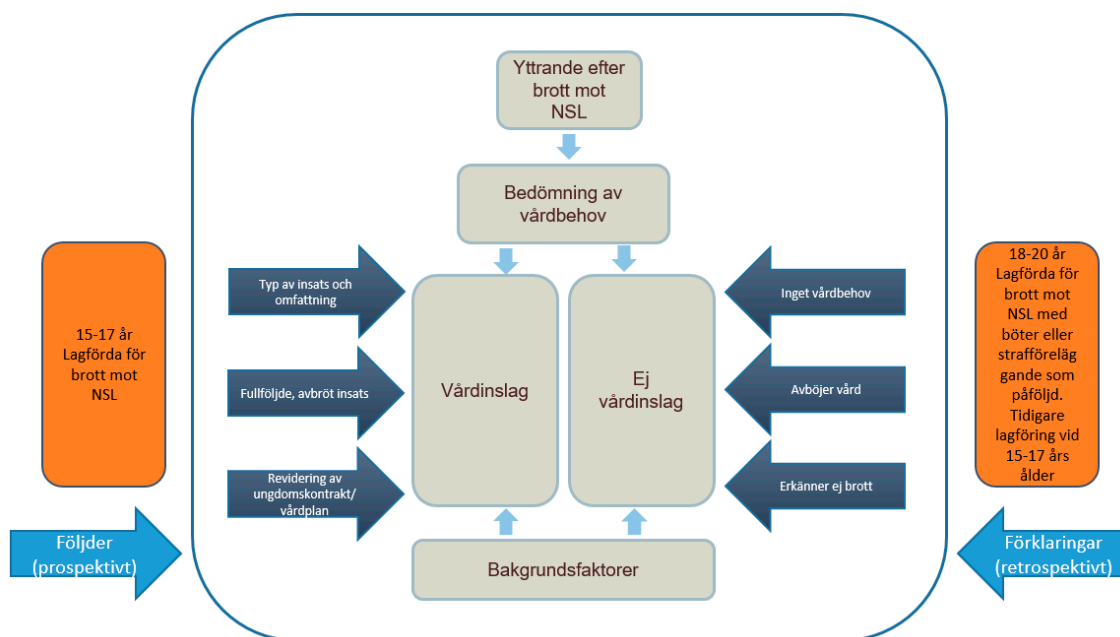 Yttrande efter
brott mot
NSL
Bedömning av
vårdbehov
Typ av insats och
omfattning
Fullföljde, avbröt insats
Revidering av
ungdomskontrakt/
vårdplan
Vårdinslag
Ej
vårdinslag
Inget vårdbehov
Avböjer vård
Erkänner ej brott
Bakgrundsfaktorer
15-17 år
Lagförda för
brott mot
NSL
Följder
(prospektivt)
18-20 år
Lagförda för
brott mot
NSL med
böter eller
strafföreläg
gande som
påföljd.
Tidigare
lagföring vid
15-17 års
ålder
Förklaringar
(retrospektivt)